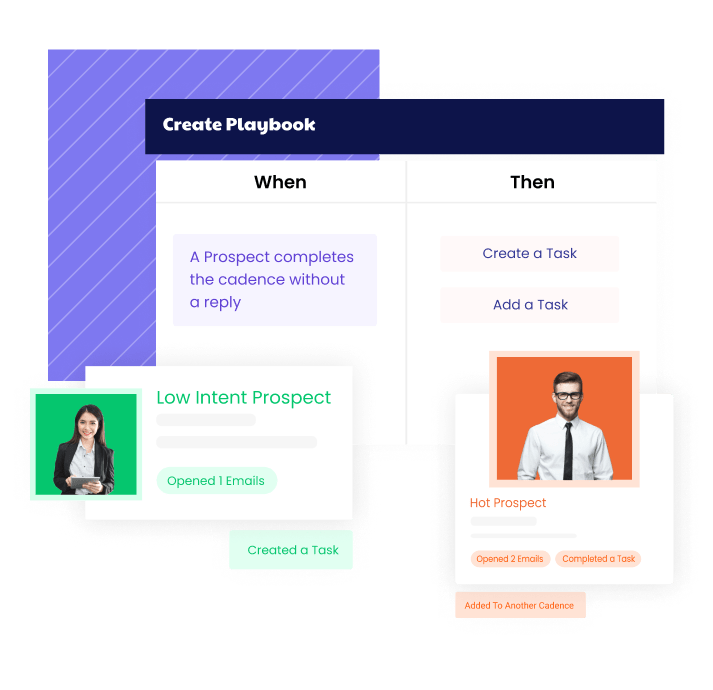 Create Playbook
When
Then
A Prospect completes
the cadence without
a reply
Create a Task
Add a Task
Low Intent Prospect
Opened 1 Emails
Created a Task
Hot Prospect
Opened 2 Emails
Completed a Task
Added To Another Cadence